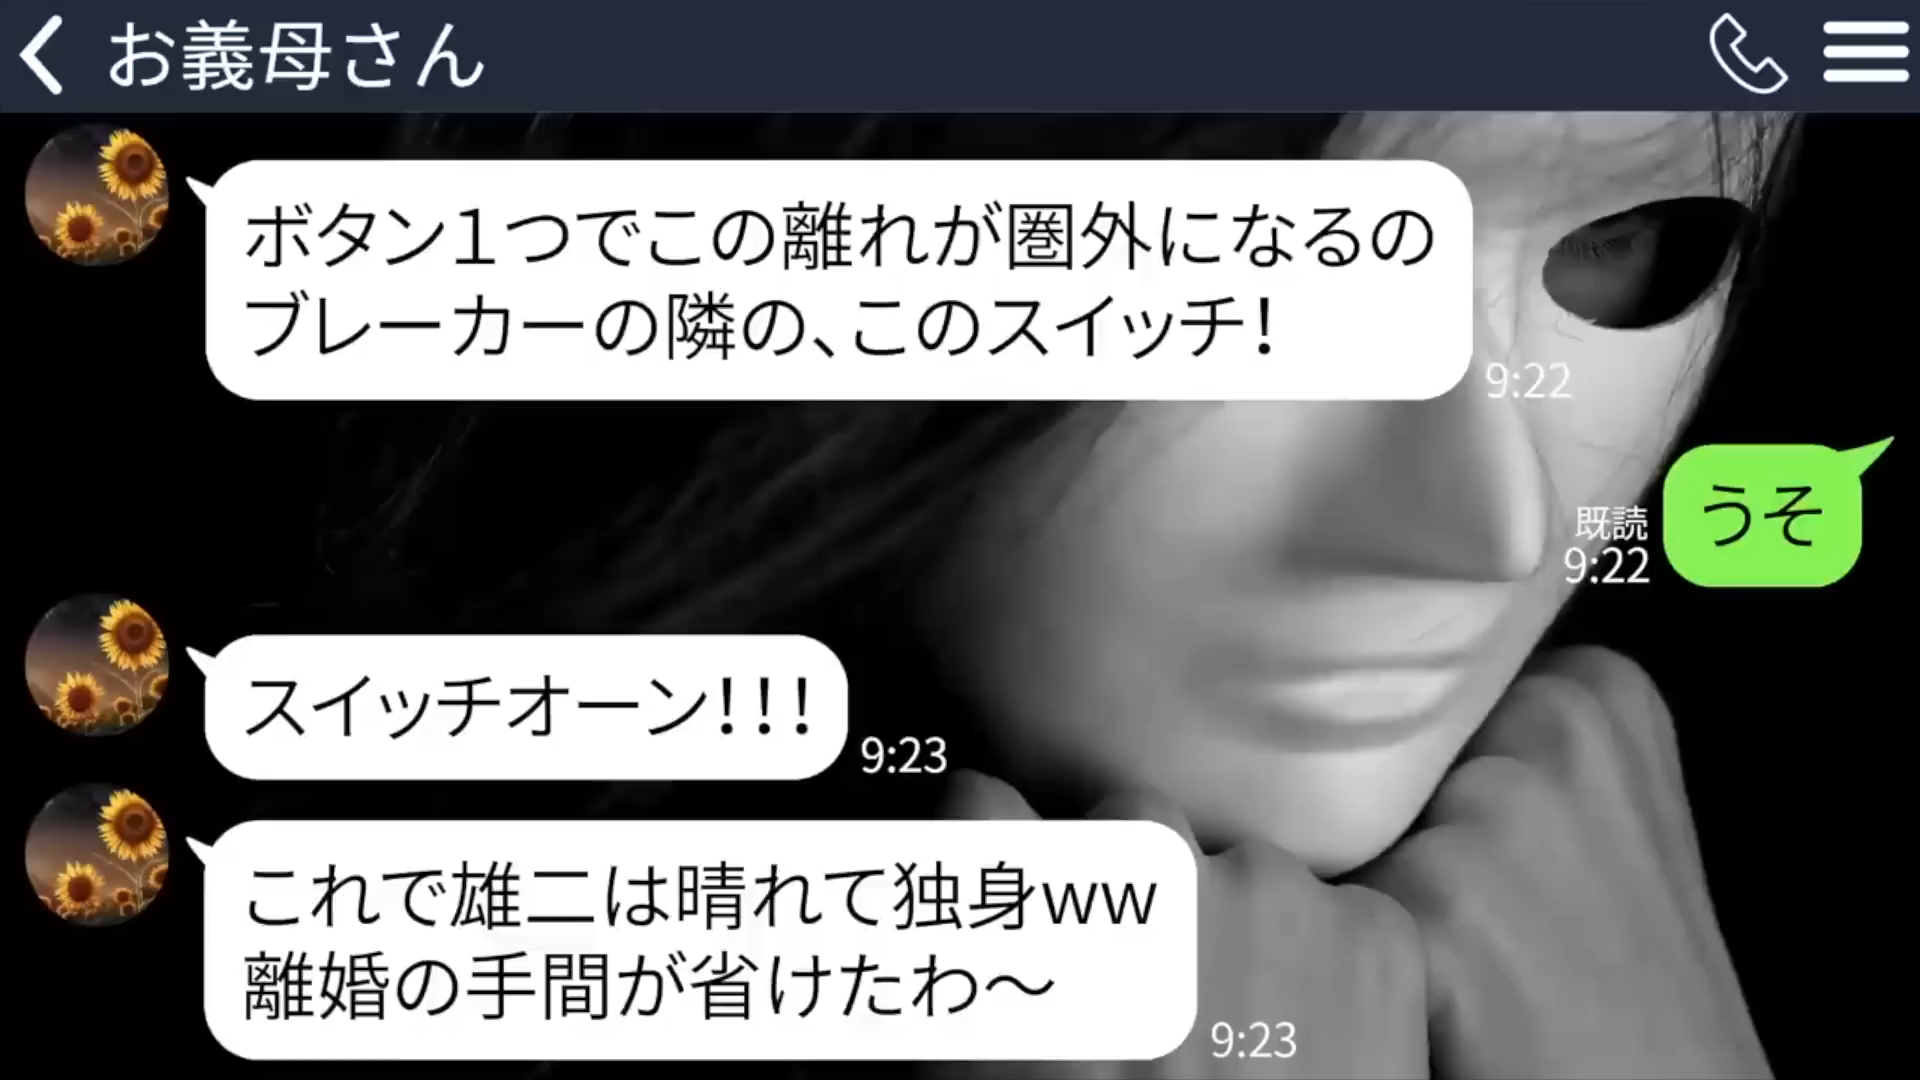 お義母さん
ボタン1つでこの離れが圏外になるの
ブレーカーの隣の、このスイッチ!
9:22
うそ
既読
9:22
スイッチオーン!!!
9:23
これで雄二は晴れて独身ww
離婚の手間が省けたわ～
9:23